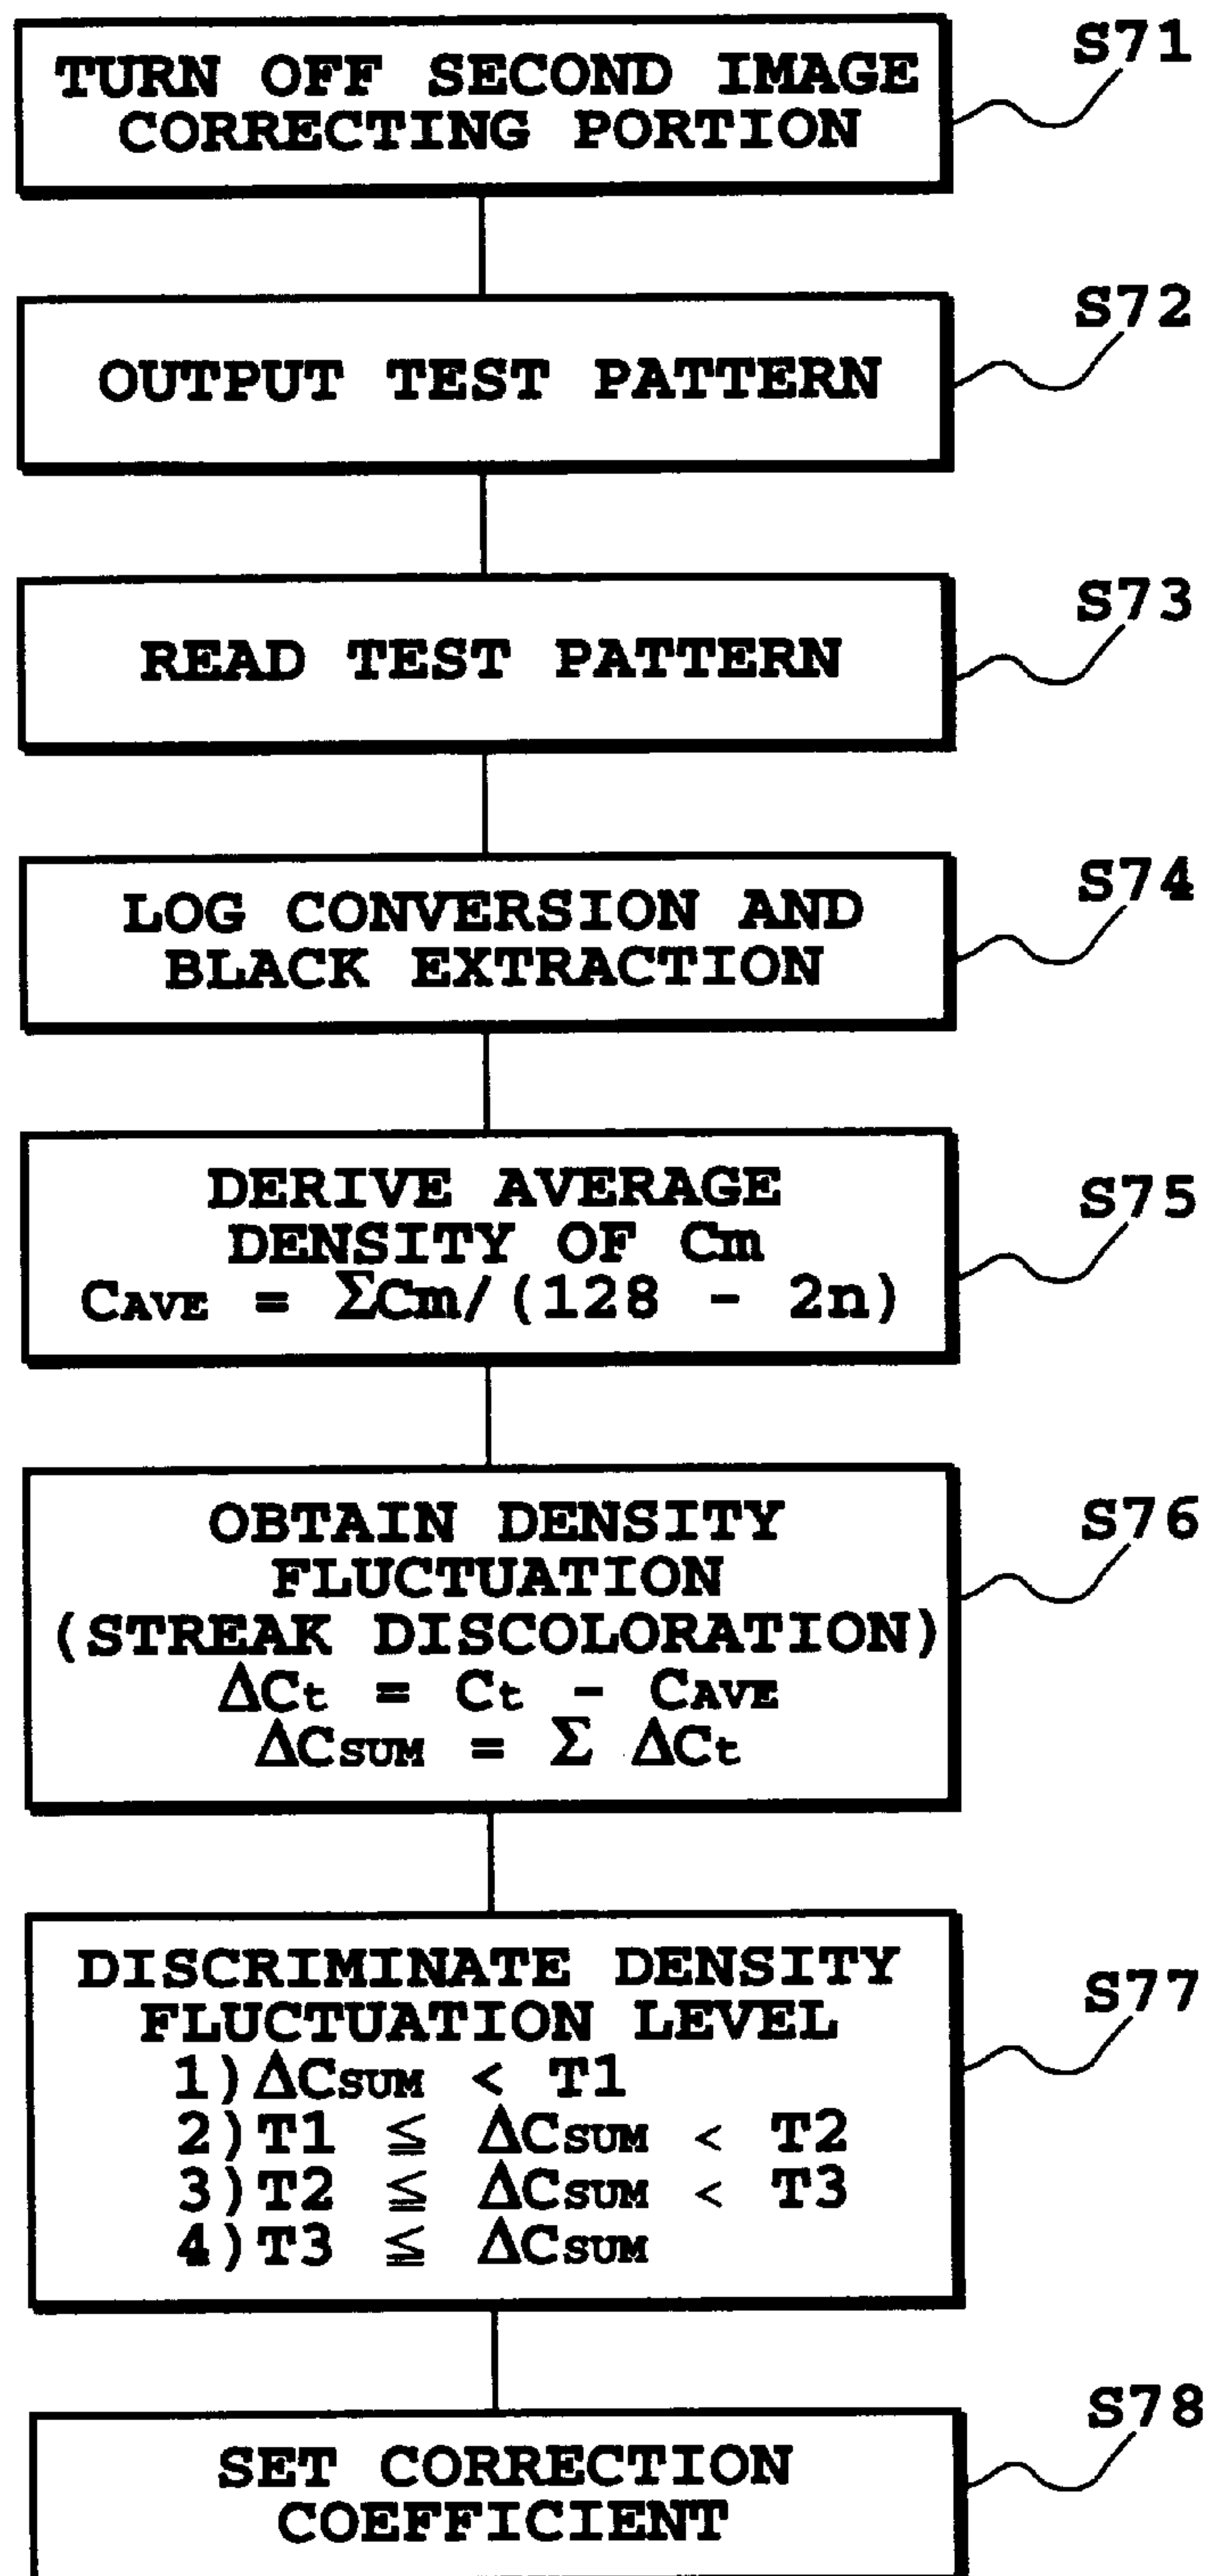 TURN OFF SECOND IMAGE
CORRECTING PORTION
S71
OUTPUT TEST PATTERN
S72
READ TEST PATTERN
S73
LOG CONVERSION AND
BLACK EXTRACTION
S74
DERIVE AVERAGE
DENSITY OF Cm
CAVE = ΣCm/(128 - 2n)
S75
OBTAIN DENSITY
FLUCTUATION
(STREAK DISCOLORATION)
ΔCt = Ct - CAVE
ΔCSUM = Σ ΔCt
S76
DISCRIMINATE DENSITY
FLUCTUATION LEVEL
1)ΔCSUM < T1
2)T1 ≦ ΔCSUM < T2
3)T2 ≦ ΔCSUM < T3
4)T3 ≦ ΔCSUM
S77
SET CORRECTION
COEFFICIENT
S78